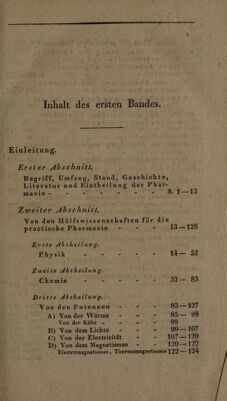 Inhalt des ersten Bandes.
Einleitung.
Erster Abschnitt.
Begriff, Umfang, Stand, Geschichte,
Literatur und Eintheilung der Phar-
macie - - - - - S. 1—13
Zweiter Abschnitt.
Von den Hülfswissenschaften für die
practische Pharmacie - - 13—128
Erste Abtheilung.
Physik - - - - 14— 52
Zweite Abtheilung.
Chemie - - - - 52— 83
Dritte Abtheilung.
Von den Potenzen - - - 83—127
A) Von der Wärme - - - 85— 98
Von der Kälte - - - - 99
B) Von dem Lichte - - - 99—107
C) Von der Electricität - - 107—120
D) Von dem Magnetismus - - 120—122
Electromagnetismus, Thermomagnetismus 122—124